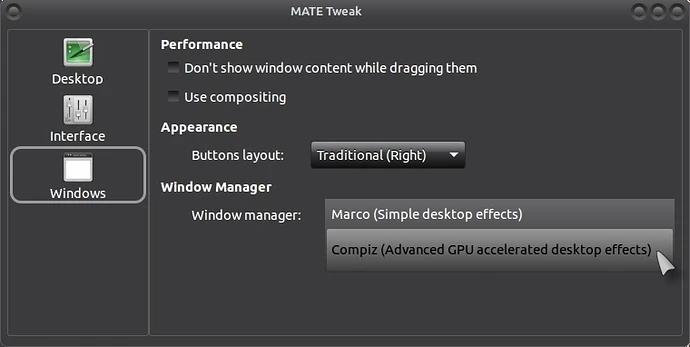 MATE Tweak
Desktop
Interface
Windows
Performance
Don't show window content while dragging them
Use compositing
Appearance
Buttons layout: Traditional (Right)
Window Manager
Window manager: Marco (Simple desktop effects)
Compiz (Advanced GPU accelerated desktop effects)